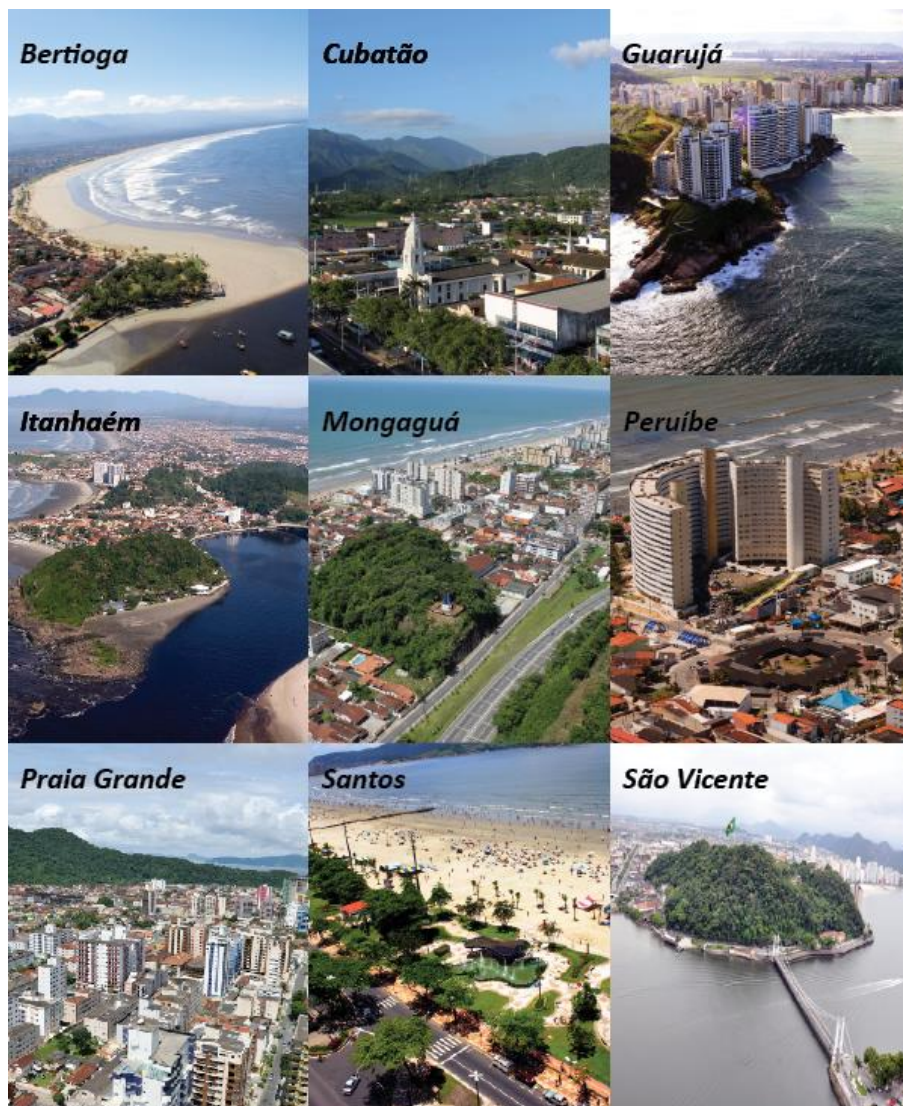 Bertioga
Cubatão
Guarujá
Itanhaém
Mongaguá
Peruíbe
Praia Grande
Santos
São Vicente